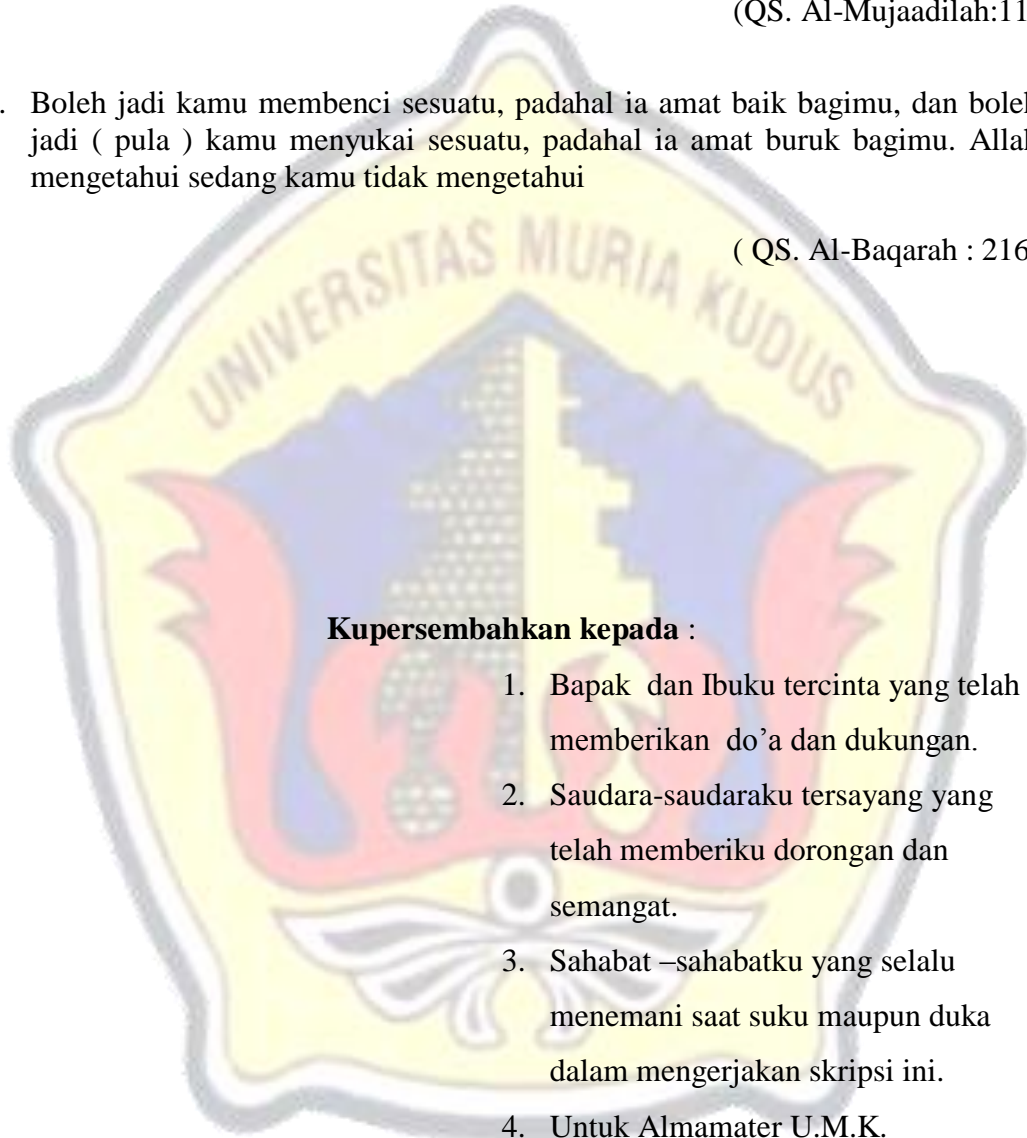 (QS. Al-Mujaadilah:11
. Boleh jadi kamu membenci sesuatu, padahal ia amat baik bagimu, dan boleh
jadi ( pula ) kamu menyukai sesuatu, padahal ia amat buruk bagimu. Allah
mengetahui sedang kamu tidak mengetahui
( QS. Al-Baqarah : 216
UNIVERSITAS MURIA KUDUS
Kupersembahkan kepada :
1. Bapak dan Ibuku tercinta yang telah
memberikan do’a dan dukungan.
2. Saudara-saudaraku tersayang yang
telah memberiku dorongan dan
semangat.
3. Sahabat –sahabatku yang selalu
menemani saat suku maupun duka
dalam mengerjakan skripsi ini.
4. Untuk Almamater U.M.K.